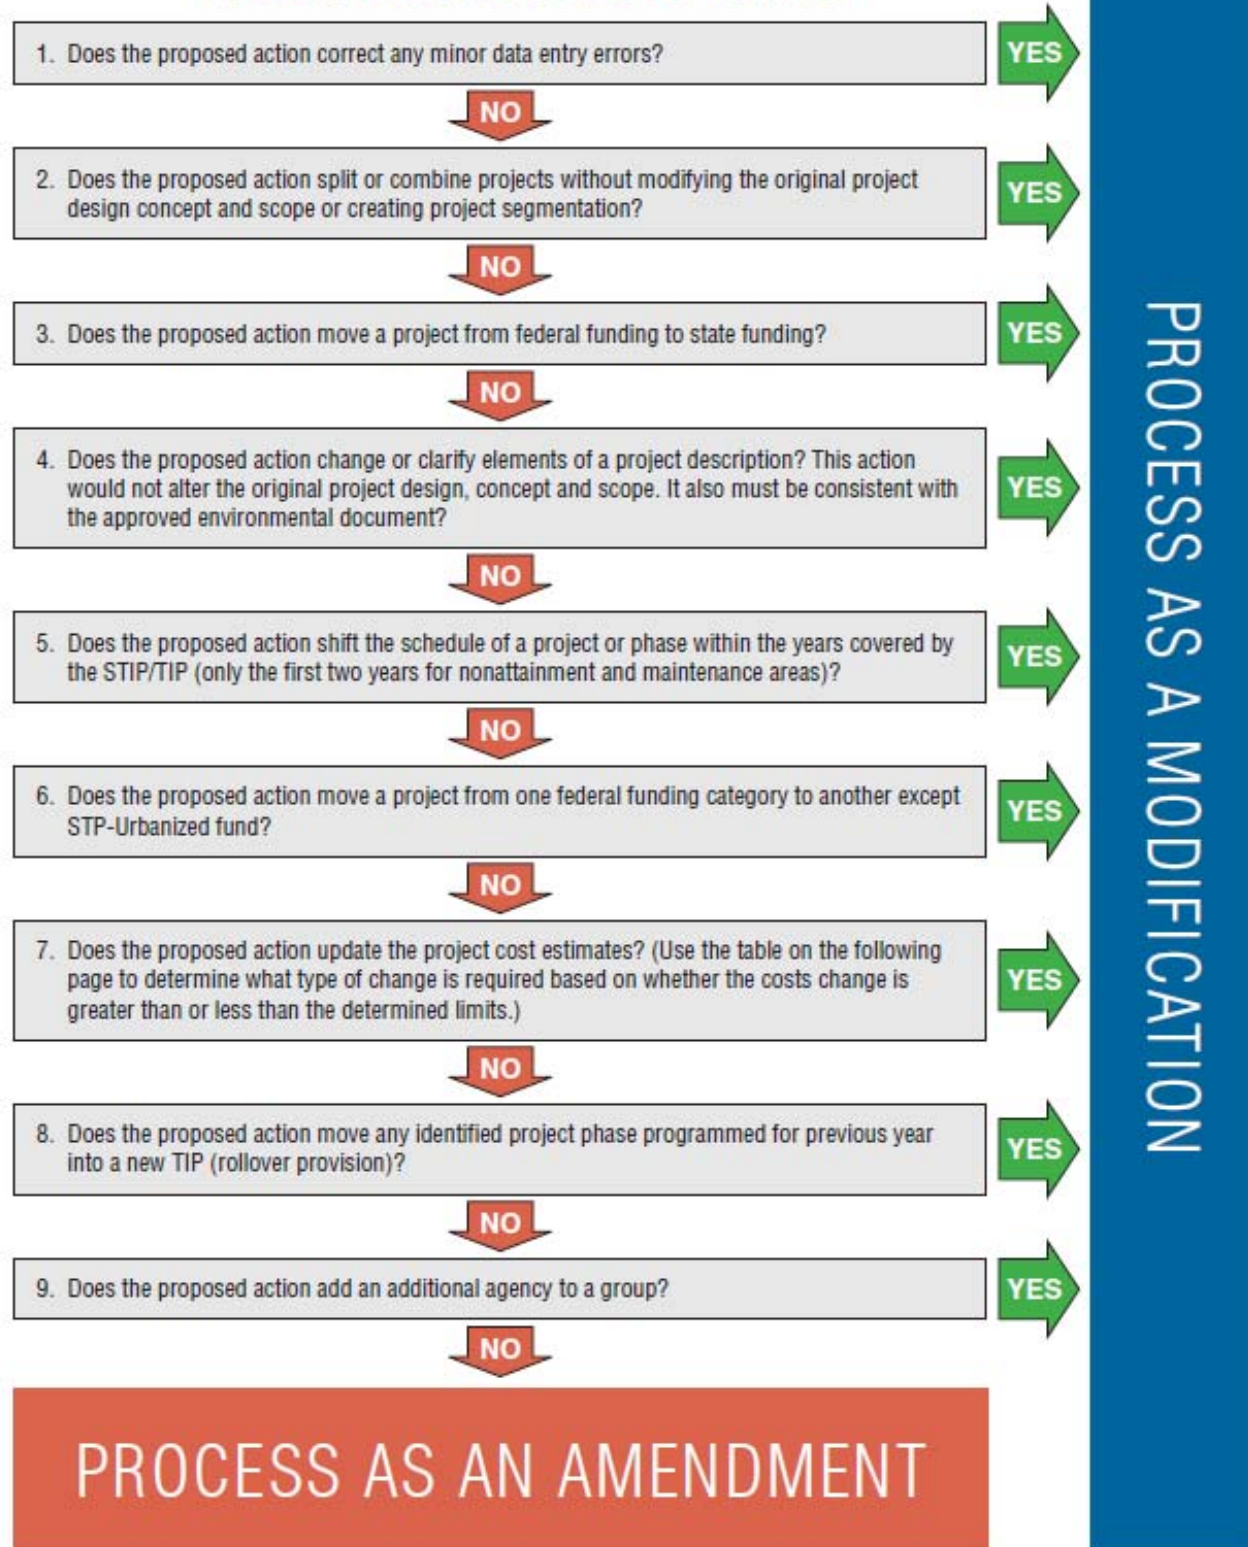 1. Does the proposed action correct any minor data entry errors?
YES
NO
2. Does the proposed action split or combine projects without modifying the original project
design concept and scope or creating project segmentation?
YES
NO
3. Does the proposed action move a project from federal funding to state funding?
YES
NO
4. Does the proposed action change or clarify elements of a project description? This action
would not alter the original project design, concept and scope. It also must be consistent with
the approved environmental document?
YES
NO
5. Does the proposed action shift the schedule of a project or phase within the years covered by
the STIP/TIP (only the first two years for nonattainment and maintenance areas)?
YES
NO
6. Does the proposed action move a project from one federal funding category to another except
STP-Urbanized fund?
YES
NO
7. Does the proposed action update the project cost estimates? (Use the table on the following
page to determine what type of change is required based on whether the costs change is
greater than or less than the determined limits.)
YES
NO
8. Does the proposed action move any identified project phase programmed for previous year
into a new TIP (rollover provision)?
YES
NO
9. Does the proposed action add an additional agency to a group?
YES
NO
PROCESS AS AN AMENDMENT
PROCESS AS A MODIFICATION